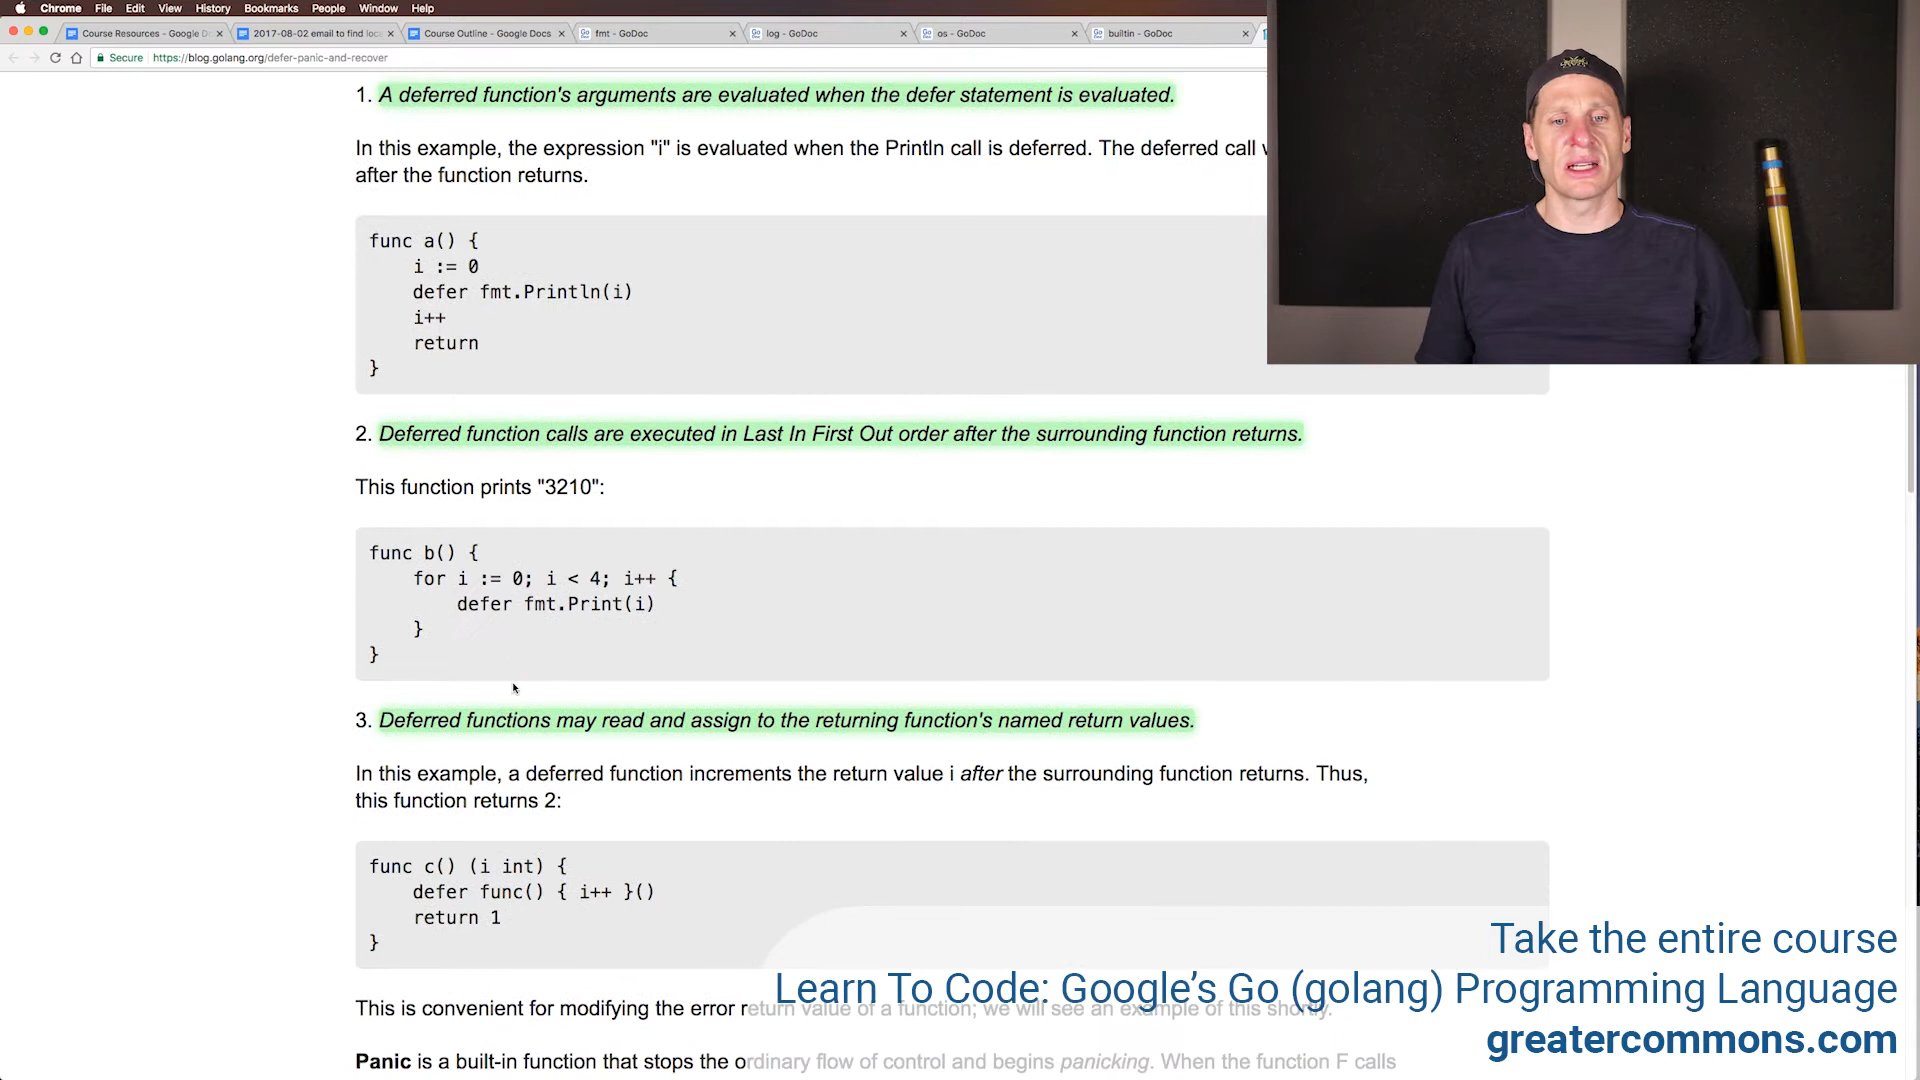 Chrome File Edit View History Bookmarks People Window Help
Course Resources - Google D 2017-08-02 email to find loc Course Outline - Google Docs fmt - GoDoc log - GoDoc os - GoDoc builtin - GoDoc
Secure https://blog.golang.org/defer-panic-and-recover
1. A deferred function's arguments are evaluated when the defer statement is evaluated.
In this example, the expression "i" is evaluated when the Println call is deferred. The deferred call
after the function returns.
func a() {
i := 0
defer fmt.Println(i)
i++
return
}
2. Deferred function calls are executed in Last In First Out order after the surrounding function returns.
This function prints "3210":
func b() {
for i := 0; i < 4; i++ {
defer fmt.Print(i)
}
}
3. Deferred functions may read and assign to the returning function's named return values.
In this example, a deferred function increments the return value i after the surrounding function returns. Thus,
this function returns 2:
func c() (i int) {
defer func() { i++ }()
return 1
}
Take the entire course
Learn To Code: Google's Go (golang) Programming Language
This is convenient for modifying the error return value of a function; we will see an example of this shortly.
greatercommons.com
Panic is a built-in function that stops the ordinary flow of control and begins panicking. When the function F calls